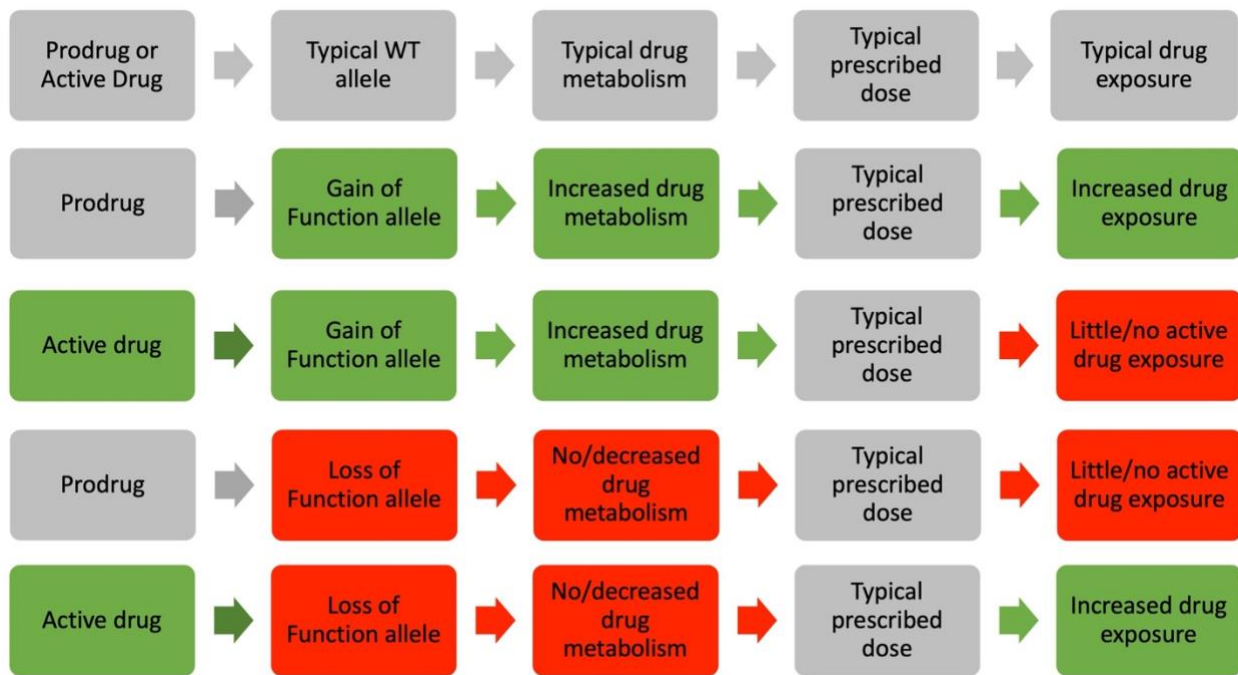 Prodrug or
Active Drug
Typical WT
allele
Typical drug
metabolism
Typical
prescribed
dose
Typical drug
exposure
Prodrug
Gain of
Function allele
Increased drug
metabolism
Typical
prescribed
dose
Increased drug
exposure
Active drug
Gain of
Function allele
Increased drug
metabolism
Typical
prescribed
dose
Little/no active
drug exposure
Prodrug
Loss of
Function allele
No/decreased
drug
metabolism
Typical
prescribed
dose
Little/no active
drug exposure
Active drug
Loss of
Function allele
No/decreased
drug
metabolism
Typical
prescribed
dose
Increased drug
exposure